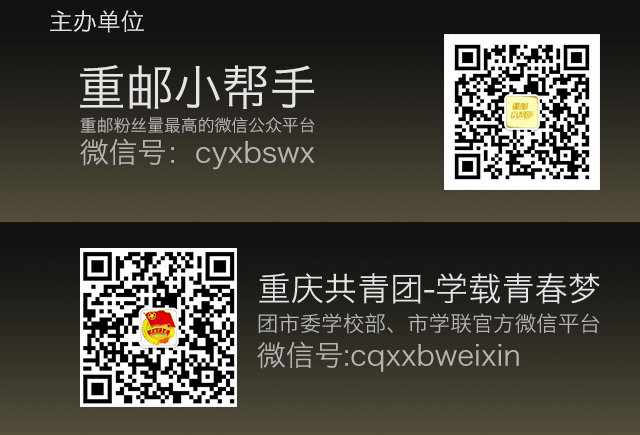 主办单位
重邮小帮手
重邮粉丝量最高的微信公众平台
微信号：cyxbswx
重庆共青团-学载青春梦
团市委学校部、市学联官方微信平台
微信号:cqxxbweixin